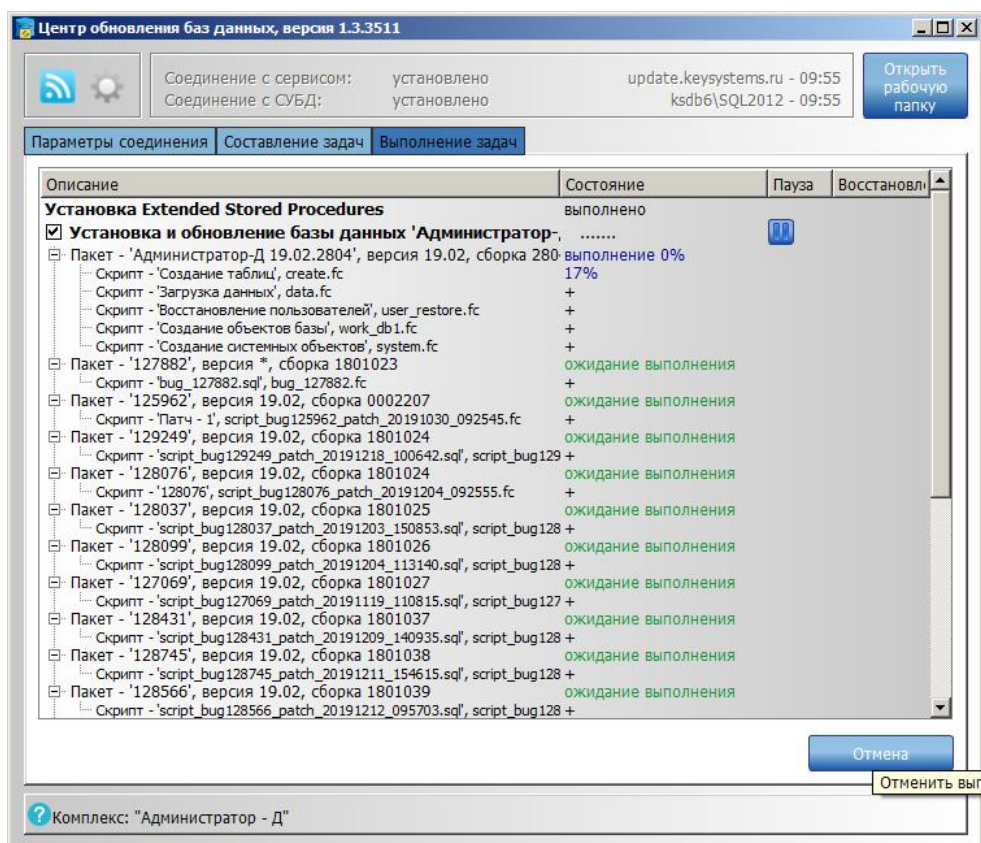 Центр обновления баз данных, версия 1.3.3511
Соединение с сервисом: установлено update.keysystems.ru - 09:55
Соединение с СУБД: установлено ksdb6\SQL2012 - 09:55
Открыть
рабочую
папку
Параметры соединения Составление задач Выполнение задач
Описание Состояние Пауза Восстановл
Установка Extended Stored Procedures выполнено
Установка и обновление базы данных 'Администратор-, .......
Пакет - 'Администратор-Д 19.02.2804', версия 19.02, сборка 280 выполнение 0%
Скрипт - 'Создание таблиц', create.fc 17%
Скрипт - 'Загрузка данных', data.fc +
Скрипт - 'Восстановление пользователей', user_restore.fc +
Скрипт - 'Создание объектов базы', work_db1.fc +
Скрипт - 'Создание системных объектов', system.fc +
Пакет - '127882', версия *, сборка 1801023 ожидание выполнения
Скрипт - 'bug_127882.sql', bug_127882.fc +
Пакет - '125962', версия 19.02, сборка 0002207 ожидание выполнения
Скрипт - 'Патч - 1', script_bug125962_patch_20191030_092545.fc +
Пакет - '129249', версия 19.02, сборка 1801024 ожидание выполнения
Скрипт - 'script_bug129249_patch_20191218_100642.sql', script_bug129 +
Пакет - '128076', версия 19.02, сборка 1801024 ожидание выполнения
Скрипт - '128076', script_bug128076_patch_20191204_092555.fc +
Пакет - '128037', версия 19.02, сборка 1801025 ожидание выполнения
Скрипт - 'script_bug128037_patch_20191203_150853.sql', script_bug128 +
Пакет - '128099', версия 19.02, сборка 1801026 ожидание выполнения
Скрипт - 'script_bug128099_patch_20191204_113140.sql', script_bug128 +
Пакет - '127069', версия 19.02, сборка 1801027 ожидание выполнения
Скрипт - 'script_bug127069_patch_20191119_110815.sql', script_bug127 +
Пакет - '128431', версия 19.02, сборка 1801037 ожидание выполнения
Скрипт - 'script_bug128431_patch_20191209_140935.sql', script_bug128 +
Пакет - '128745', версия 19.02, сборка 1801038 ожидание выполнения
Скрипт - 'script_bug128745_patch_20191211_154615.sql', script_bug128 +
Пакет - '128566', версия 19.02, сборка 1801039 ожидание выполнения
Скрипт - 'script_bug128566_patch_20191212_095703.sql', script_bug128 +
Отмена
Отменить вып
Комплекс: "Администратор - Д"